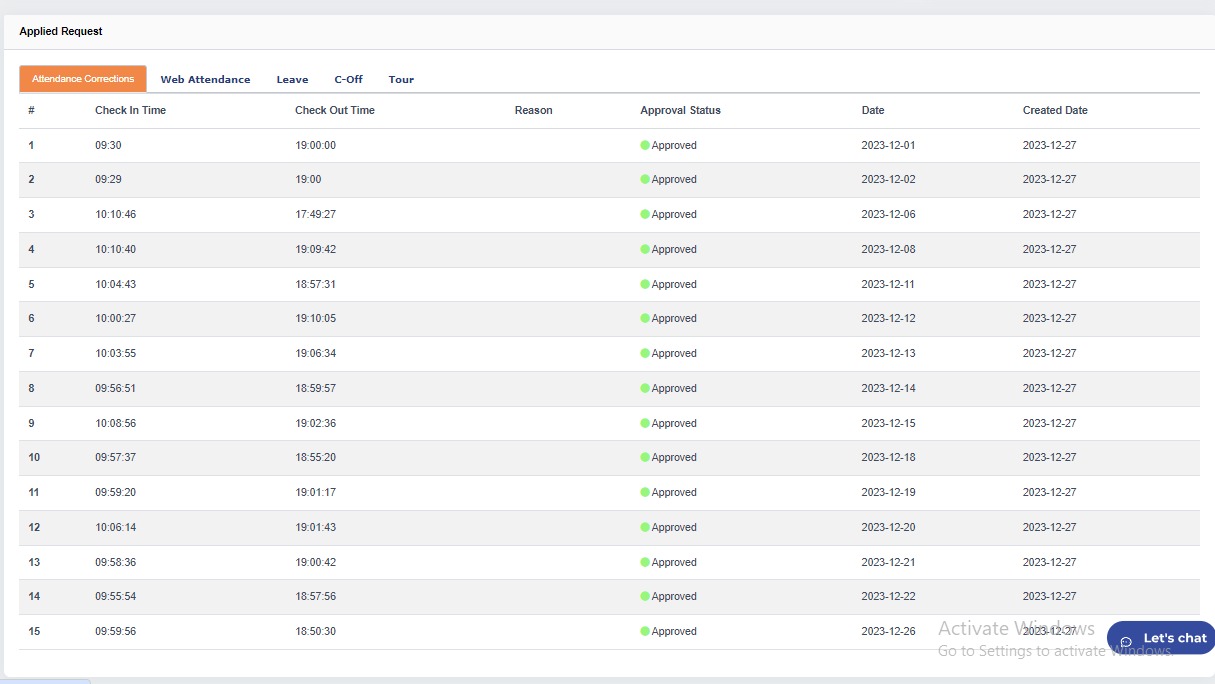 Applied Request
Attendance Corrections Web Attendance Leave C-Off Tour
# Check In Time Check Out Time Reason Approval Status Date Created Date
1 09:30 19:00:00 Approved 2023-12-01 2023-12-27
2 09:29 19:00 Approved 2023-12-02 2023-12-27
3 10:10:46 17:49:27 Approved 2023-12-06 2023-12-27
4 10:10:40 19:09:42 Approved 2023-12-08 2023-12-27
5 10:04:43 18:57:31 Approved 2023-12-11 2023-12-27
6 10:00:27 19:10:05 Approved 2023-12-12 2023-12-27
7 10:03:55 19:06:34 Approved 2023-12-13 2023-12-27
8 09:56:51 18:59:57 Approved 2023-12-14 2023-12-27
9 10:08:56 19:02:36 Approved 2023-12-15 2023-12-27
10 09:57:37 18:55:20 Approved 2023-12-18 2023-12-27
11 09:59:20 19:01:17 Approved 2023-12-19 2023-12-27
12 10:06:14 19:01:43 Approved 2023-12-20 2023-12-27
13 09:58:36 19:00:42 Approved 2023-12-21 2023-12-27
14 09:55:54 18:57:56 Approved 2023-12-22 2023-12-27
15 09:59:56 18:50:30 Approved 2023-12-26 2023-12-27
Activate Windows
Go to Settings to activate Windows.
Let's chat